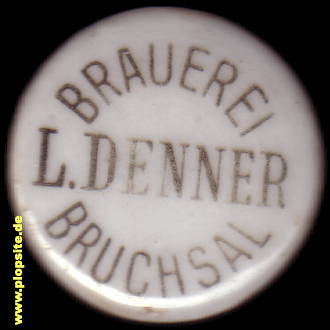 BRAUEREI
L. DENNER
BRUCHSAL
www.plopsite.de